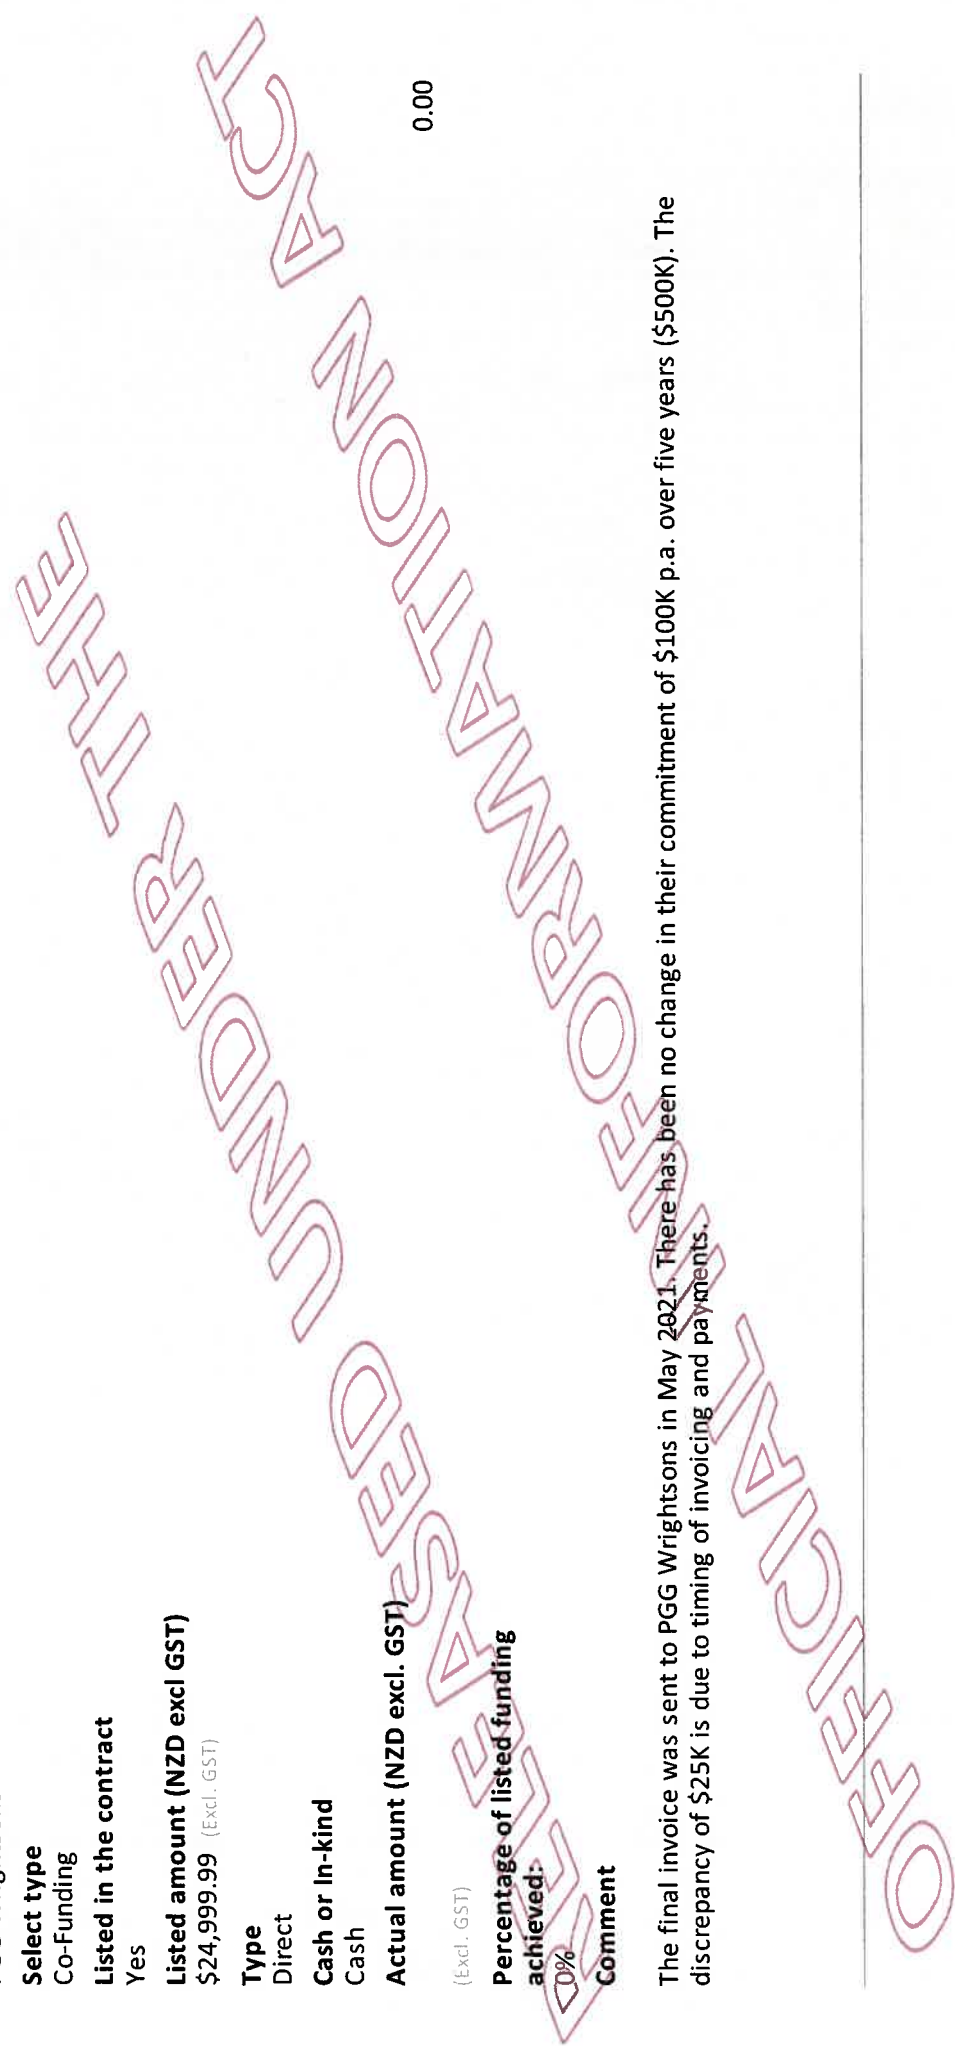 Select type
Co-Funding
Listed in the contract
Yes
Listed amount (NZD excl GST)
$24,999.99 (Excl. GST)
Type
Direct
Cash or In-kind
Cash
Actual amount (NZD excl. GST)
0.00
(Excl. GST)
Percentage of listed funding
achieved:
0%
Comment
The final invoice was sent to PGG Wrightsons in May 2021. There has been no change in their commitment of $100K p.a. over five years ($500K). The
discrepancy of $25K is due to timing of invoicing and payments.
RELEASED UNDER THE
OFFICIAL INFORMATION ACT